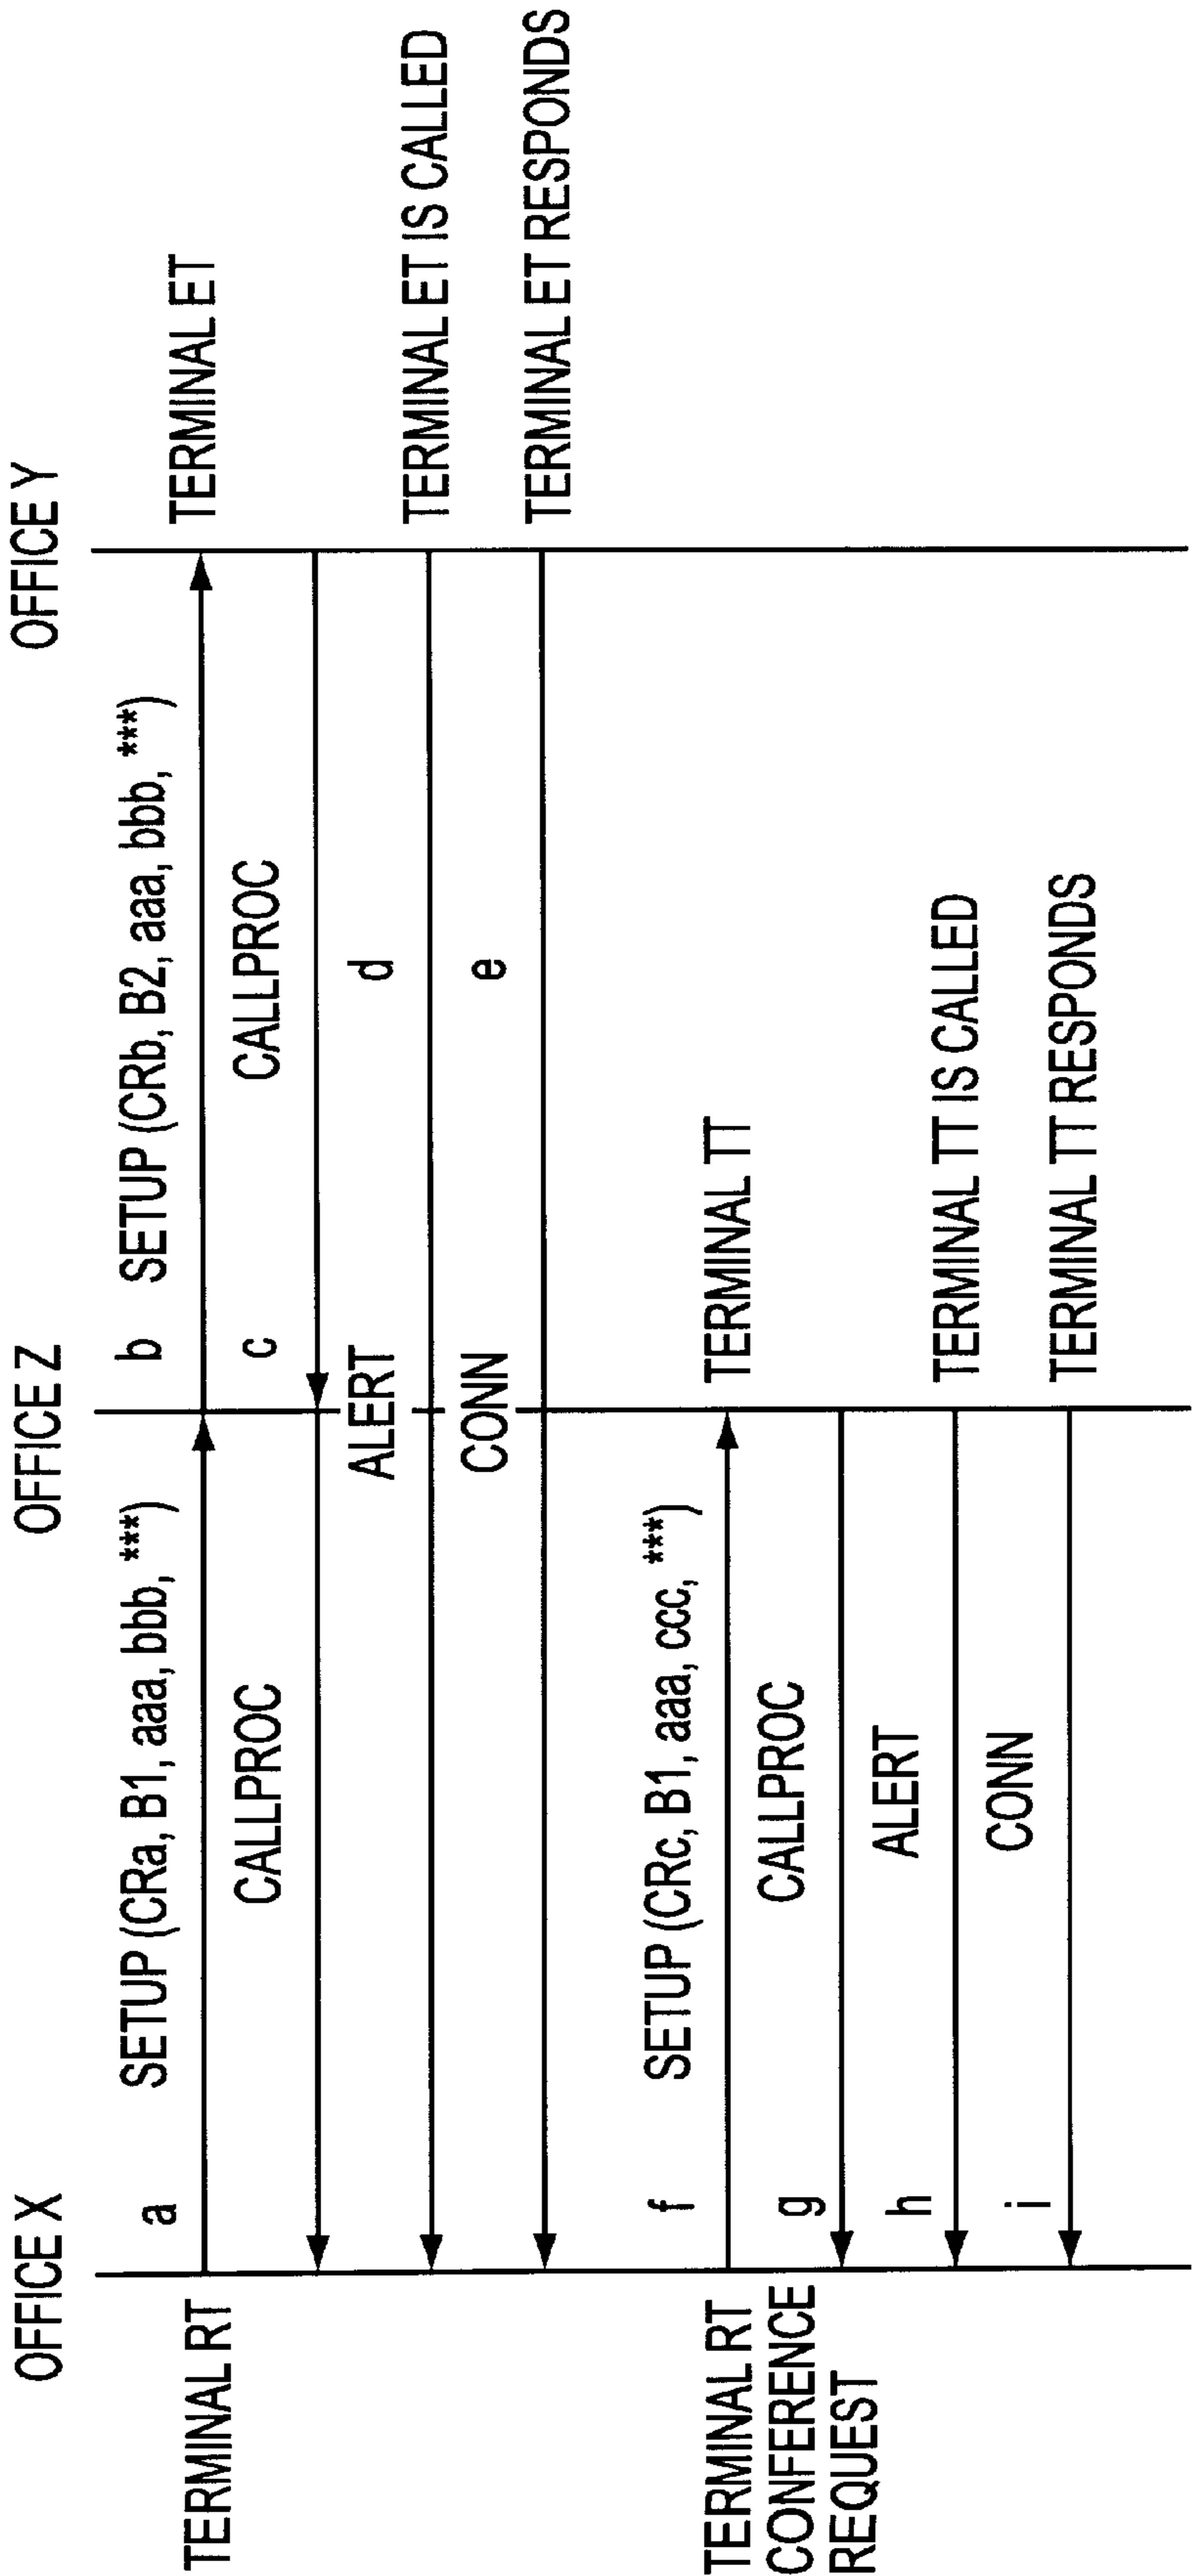 OFFICE X
OFFICE Z
OFFICE Y
a
SETUP (CRa, B1, aaa, bbb, ***)
b
SETUP (CRb, B2, aaa, bbb, ***)
TERMINAL RT
TERMINAL ET
CALLPROC
c
CALLPROC
ALERT
d
TERMINAL ET IS CALLED
CONN
e
TERMINAL ET RESPONDS
f
SETUP (CRc, B1, aaa, ccc, ***)
TERMINAL RT
CONFERENCE
REQUEST
TERMINAL TT
g
CALLPROC
h
ALERT
TERMINAL TT IS CALLED
i
CONN
TERMINAL TT RESPONDS